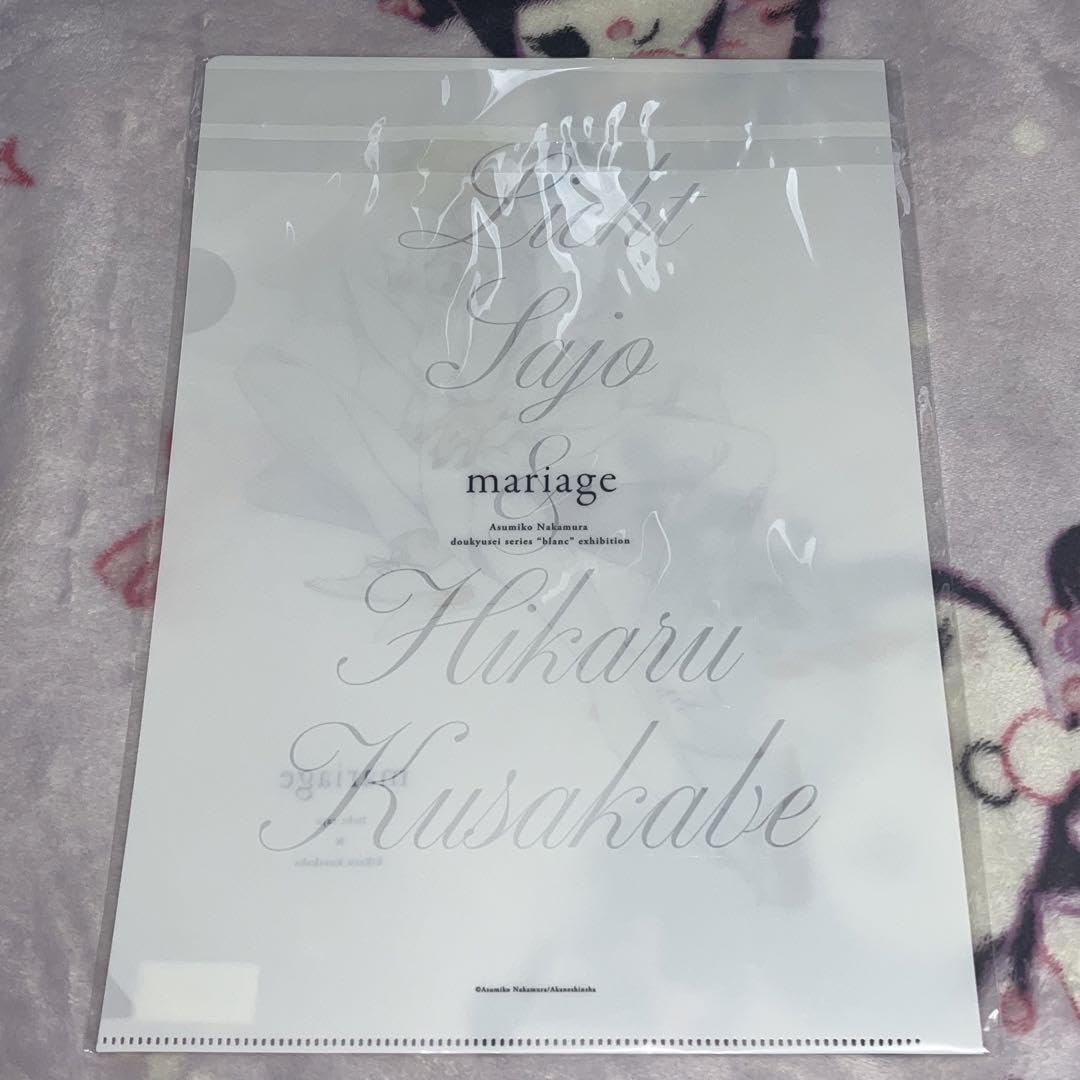 Licht
Sajo
&
mariage
Asumiko Nakamura
doukyusei series “blanc” exhibition
Hikaru
Kusakabe
mariage
©Asumiko Nakamura/Akaneshinsha